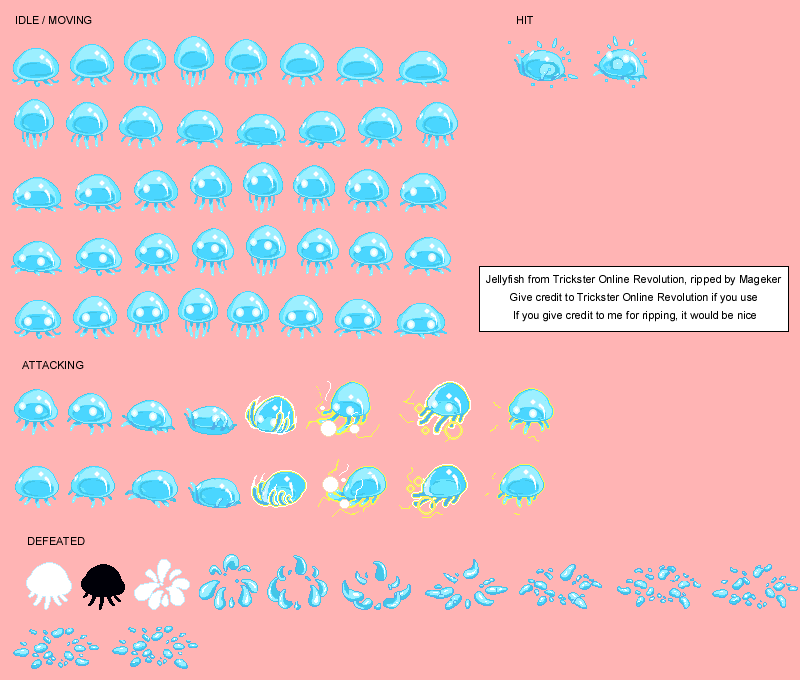 IDLE / MOVING
HIT
Jellyfish from Trickster Online Revolution, ripped by Mageker
Give credit to Trickster Online Revolution if you use
If you give credit to me for ripping, it would be nice
ATTACKING
DEFEATED